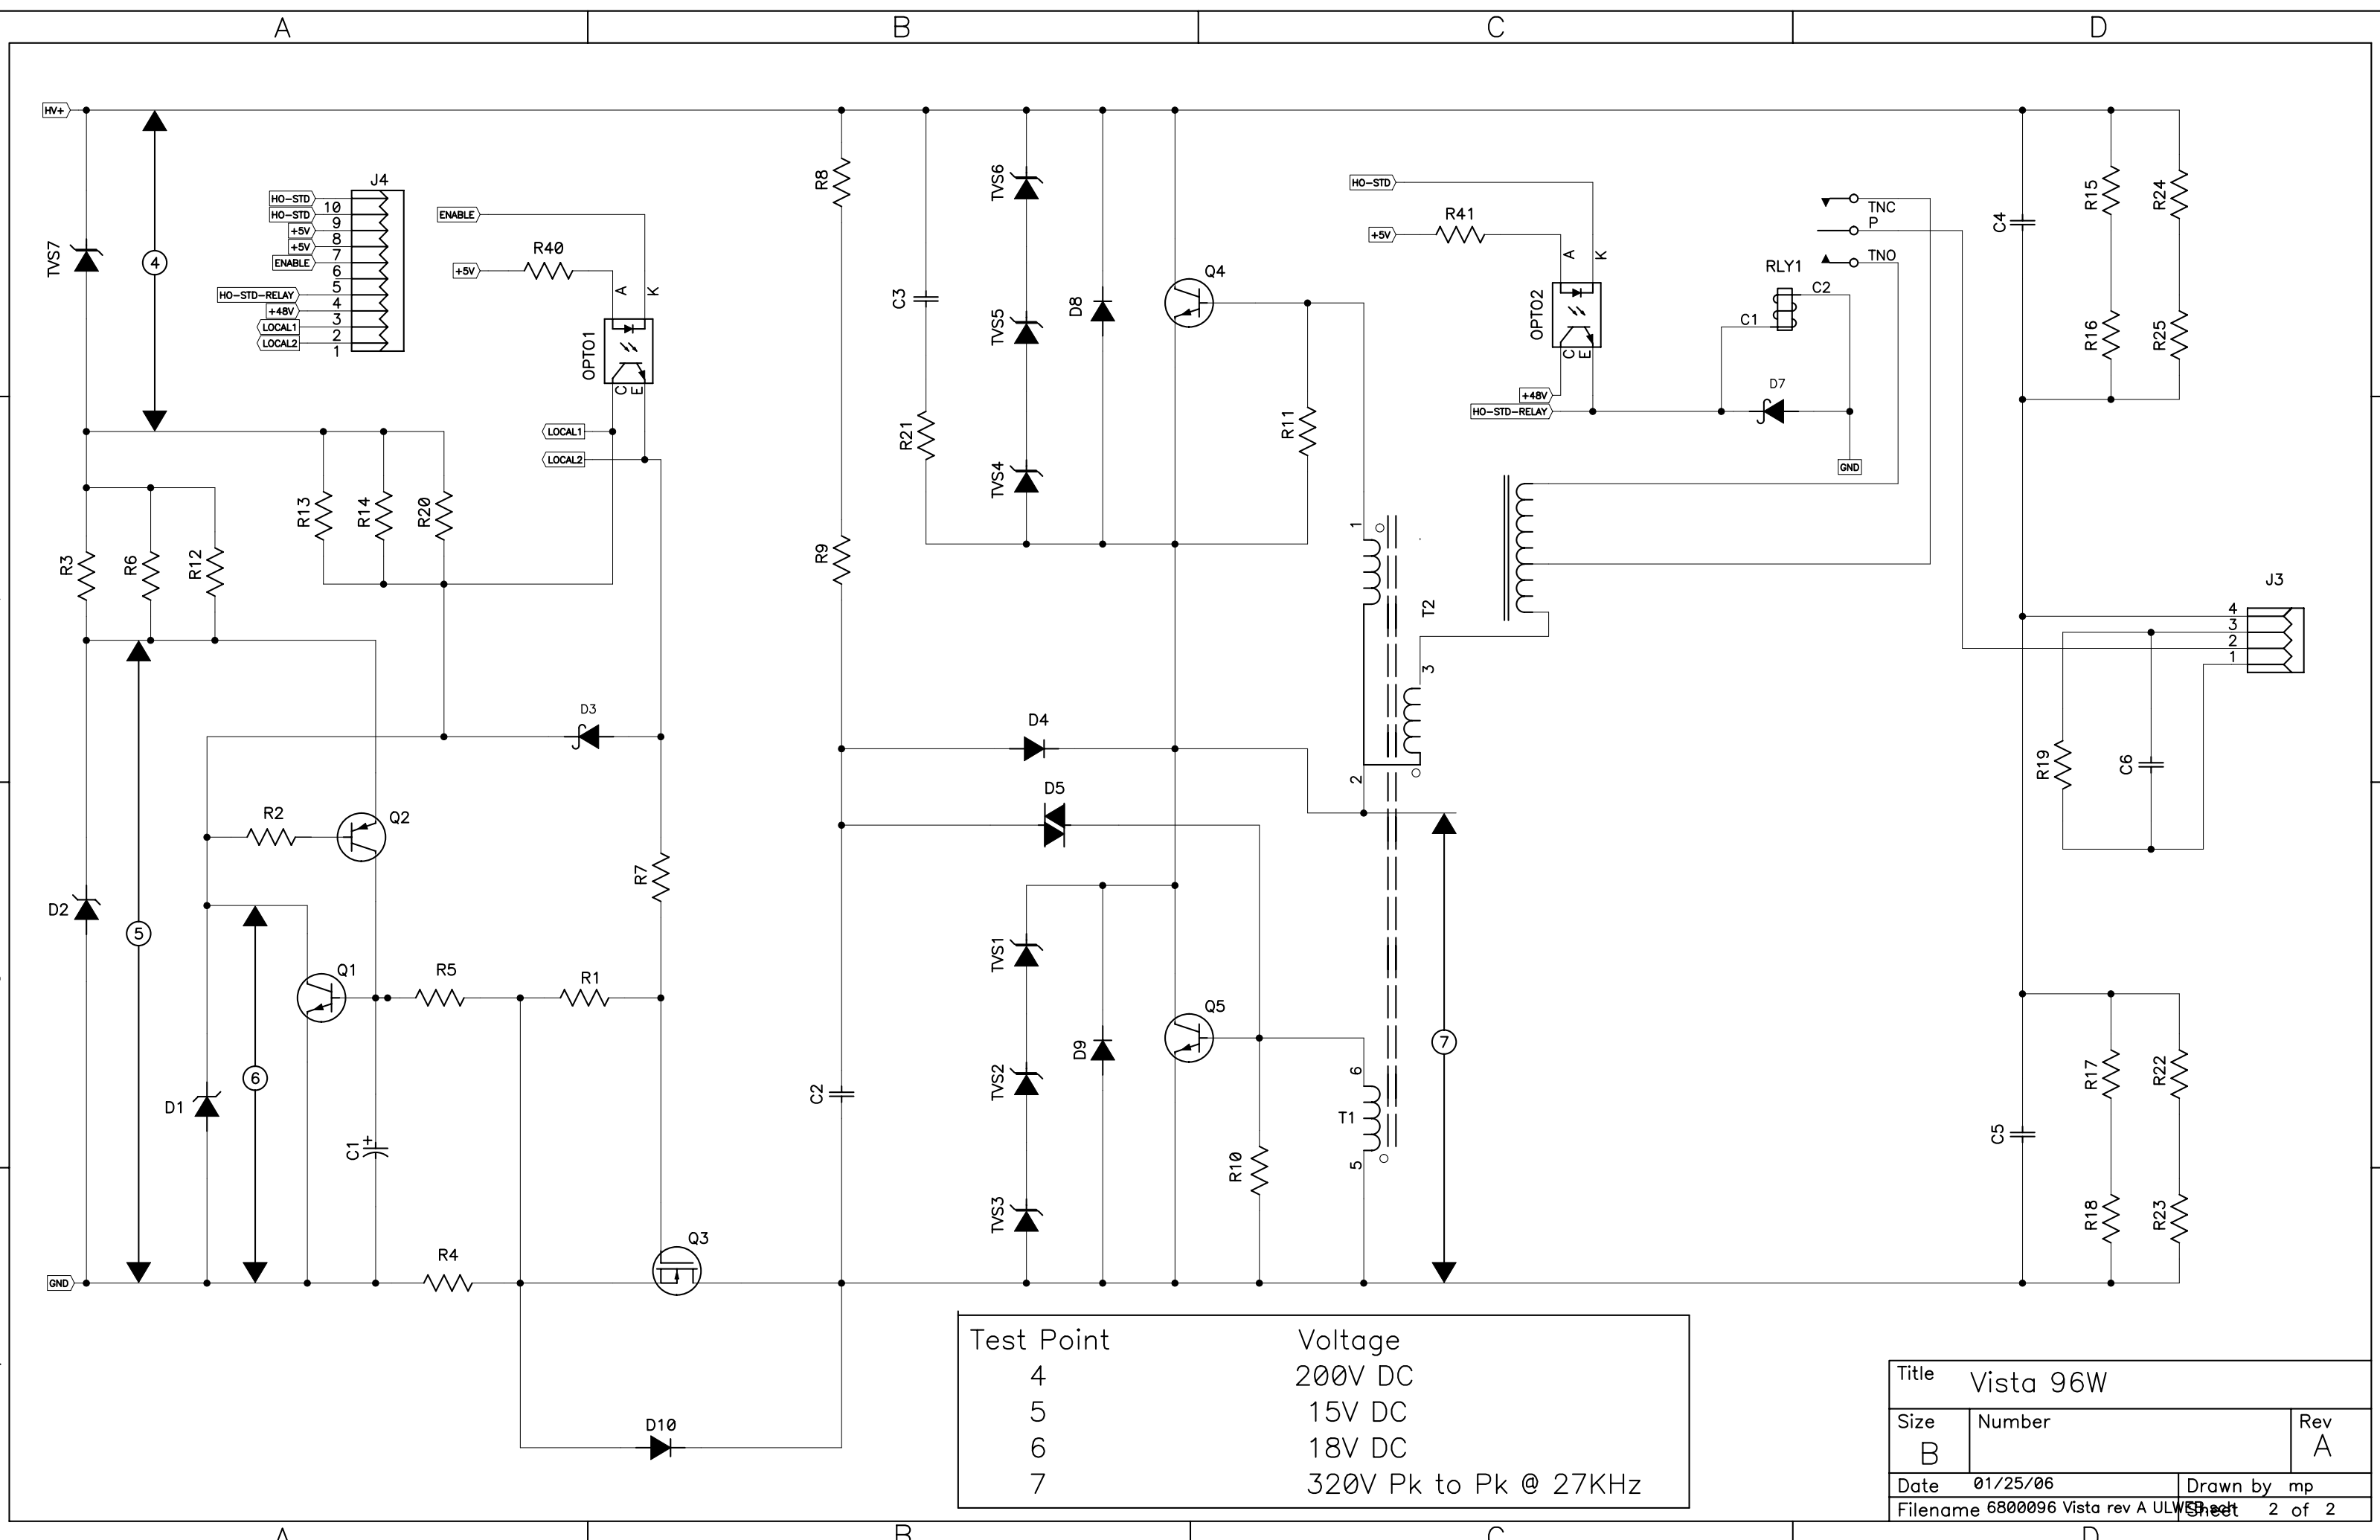 A B C D
HV+
J4
HO-STD
10
HO-STD
9
+5V
8
+5V
7
ENABLE
6
5
HO-STD-RELAY
4
+48V
3
LOCAL1
2
LOCAL2
1
TVS7
4
ENABLE
R40
+5V
A
K
OPTO1
C
E
LOCAL1
LOCAL2
R8
C3
R21
R9
TVS6
TVS5
TVS4
D8
Q4
R11
HO-STD
R41
+5V
A
K
OPTO2
C
E
+48V
HO-STD-RELAY
TNC
P
TNO
RLY1
C2
C1
D7
GND
C4
R15
R24
R16
R25
R3
R6
R12
R13
R14
R20
D3
R2
Q2
R7
D2
5
Q1
R5
R1
6
D1
C1
+
R4
Q3
GND
D4
D5
C2
TVS1
TVS2
TVS3
D9
Q5
R10
1
T2
3
2
6
T1
5
7
J3
4
3
2
1
R19
C6
C5
R17
R22
R18
R23
D10
Test Point Voltage
4 200V DC
5 15V DC
6 18V DC
7 320V Pk to Pk @ 27KHz
Title Vista 96W
Size Number Rev
B A
Date 01/25/06 Drawn by mp
Filename 6800096 Vista rev A ULWEB.sch Sheet 2 of 2
A B C D